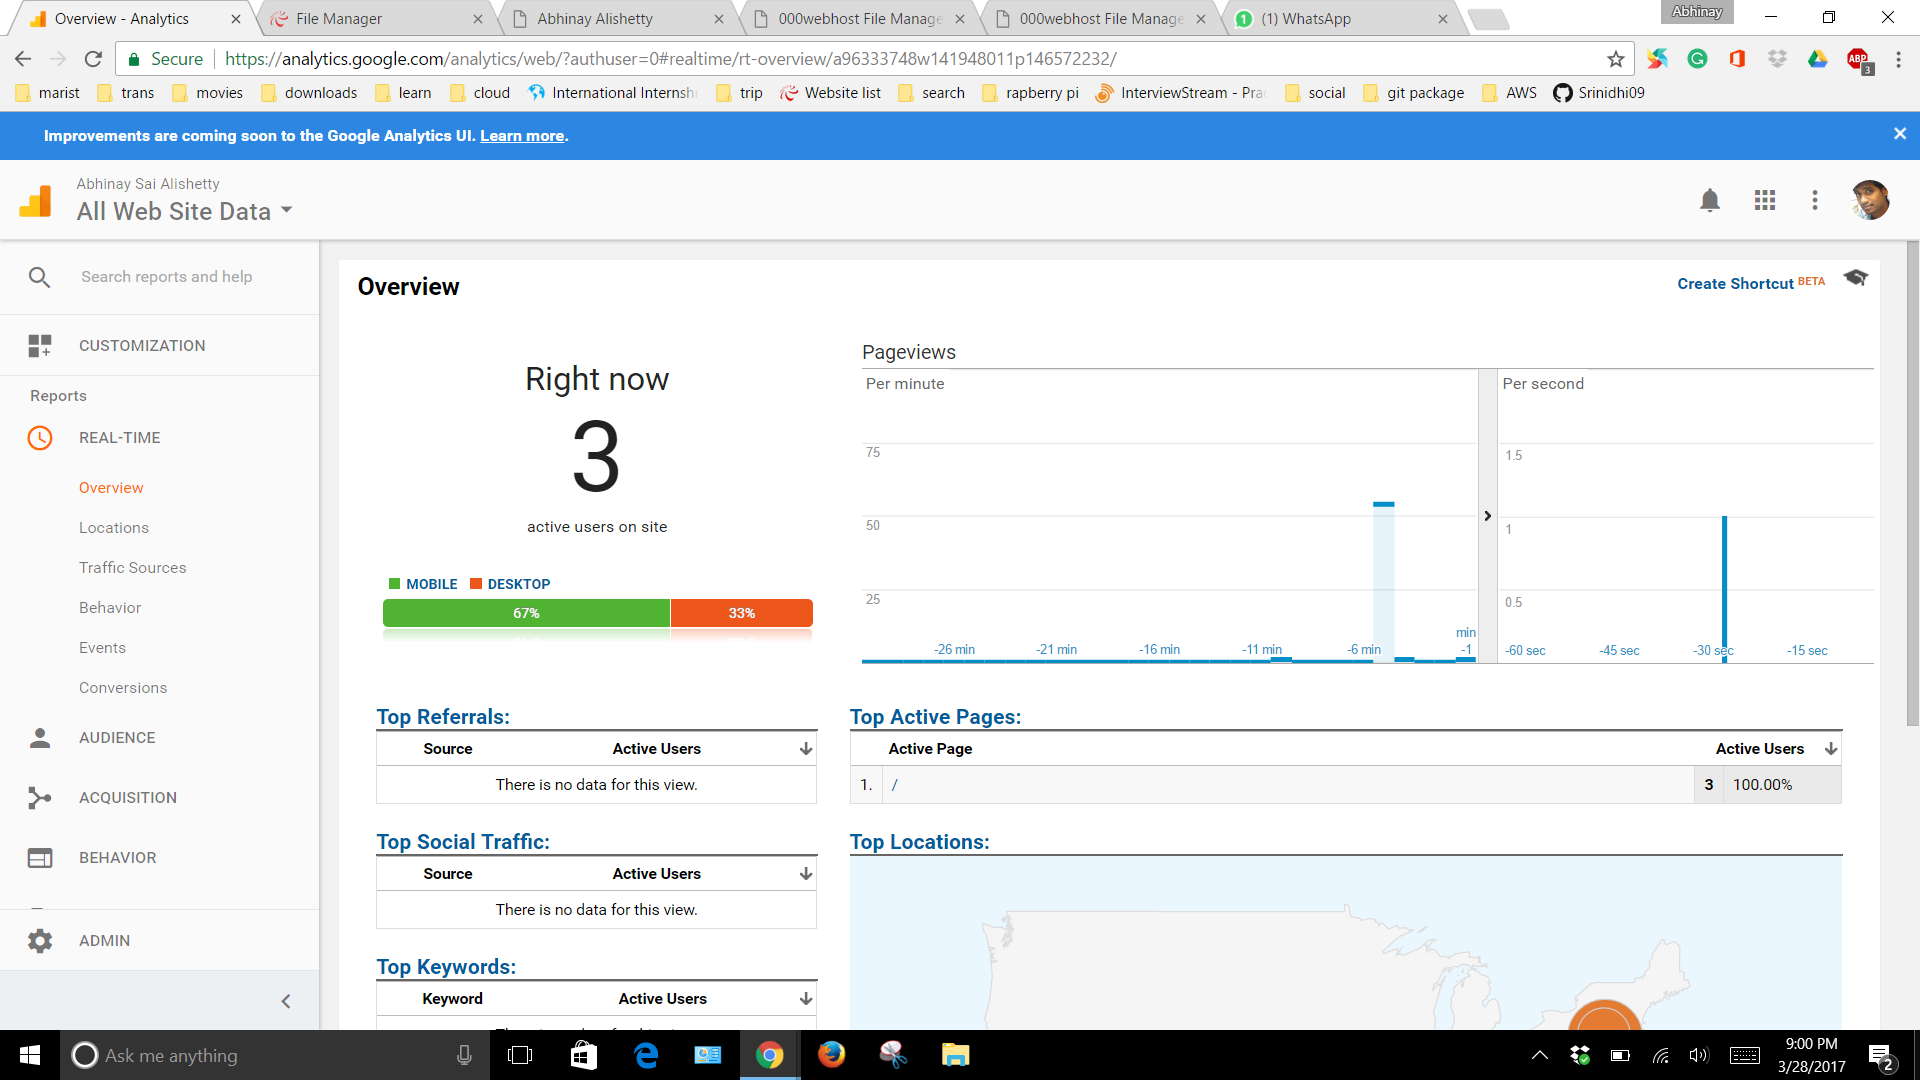 Overview - Analytics
File Manager
Abhinay Alishetty
000webhost File Manage
000webhost File Manage
(1) WhatsApp
Abhinay
Secure
https://analytics.google.com/analytics/web/?authuser=0#realtime/rt-overview/a96333748w141948011p146572232/
ABP
3
marist
trans
movies
downloads
learn
cloud
International Internshi
trip
Website list
search
rapberry pi
InterviewStream - Pra
social
git package
AWS
Srinidhi09
Improvements are coming soon to the Google Analytics UI. Learn more.
Abhinay Sai Alishetty
All Web Site Data
Search reports and help
CUSTOMIZATION
Reports
REAL-TIME
Overview
Locations
Traffic Sources
Behavior
Events
Conversions
AUDIENCE
ACQUISITION
BEHAVIOR
ADMIN
Overview
Create Shortcut BETA
Right now
3
active users on site
MOBILE DESKTOP
67% 33%
Pageviews
Per minute
75
50
25
-26 min -21 min -16 min -11 min -6 min min -1
Per second
1.5
1
0.5
-60 sec -45 sec -30 sec -15 sec
Top Referrals:
Source Active Users
There is no data for this view.
Top Active Pages:
Active Page Active Users
1. / 3 100.00%
Top Social Traffic:
Source Active Users
There is no data for this view.
Top Locations:
Top Keywords:
Keyword Active Users
Ask me anything
9:00 PM
3/28/2017
2